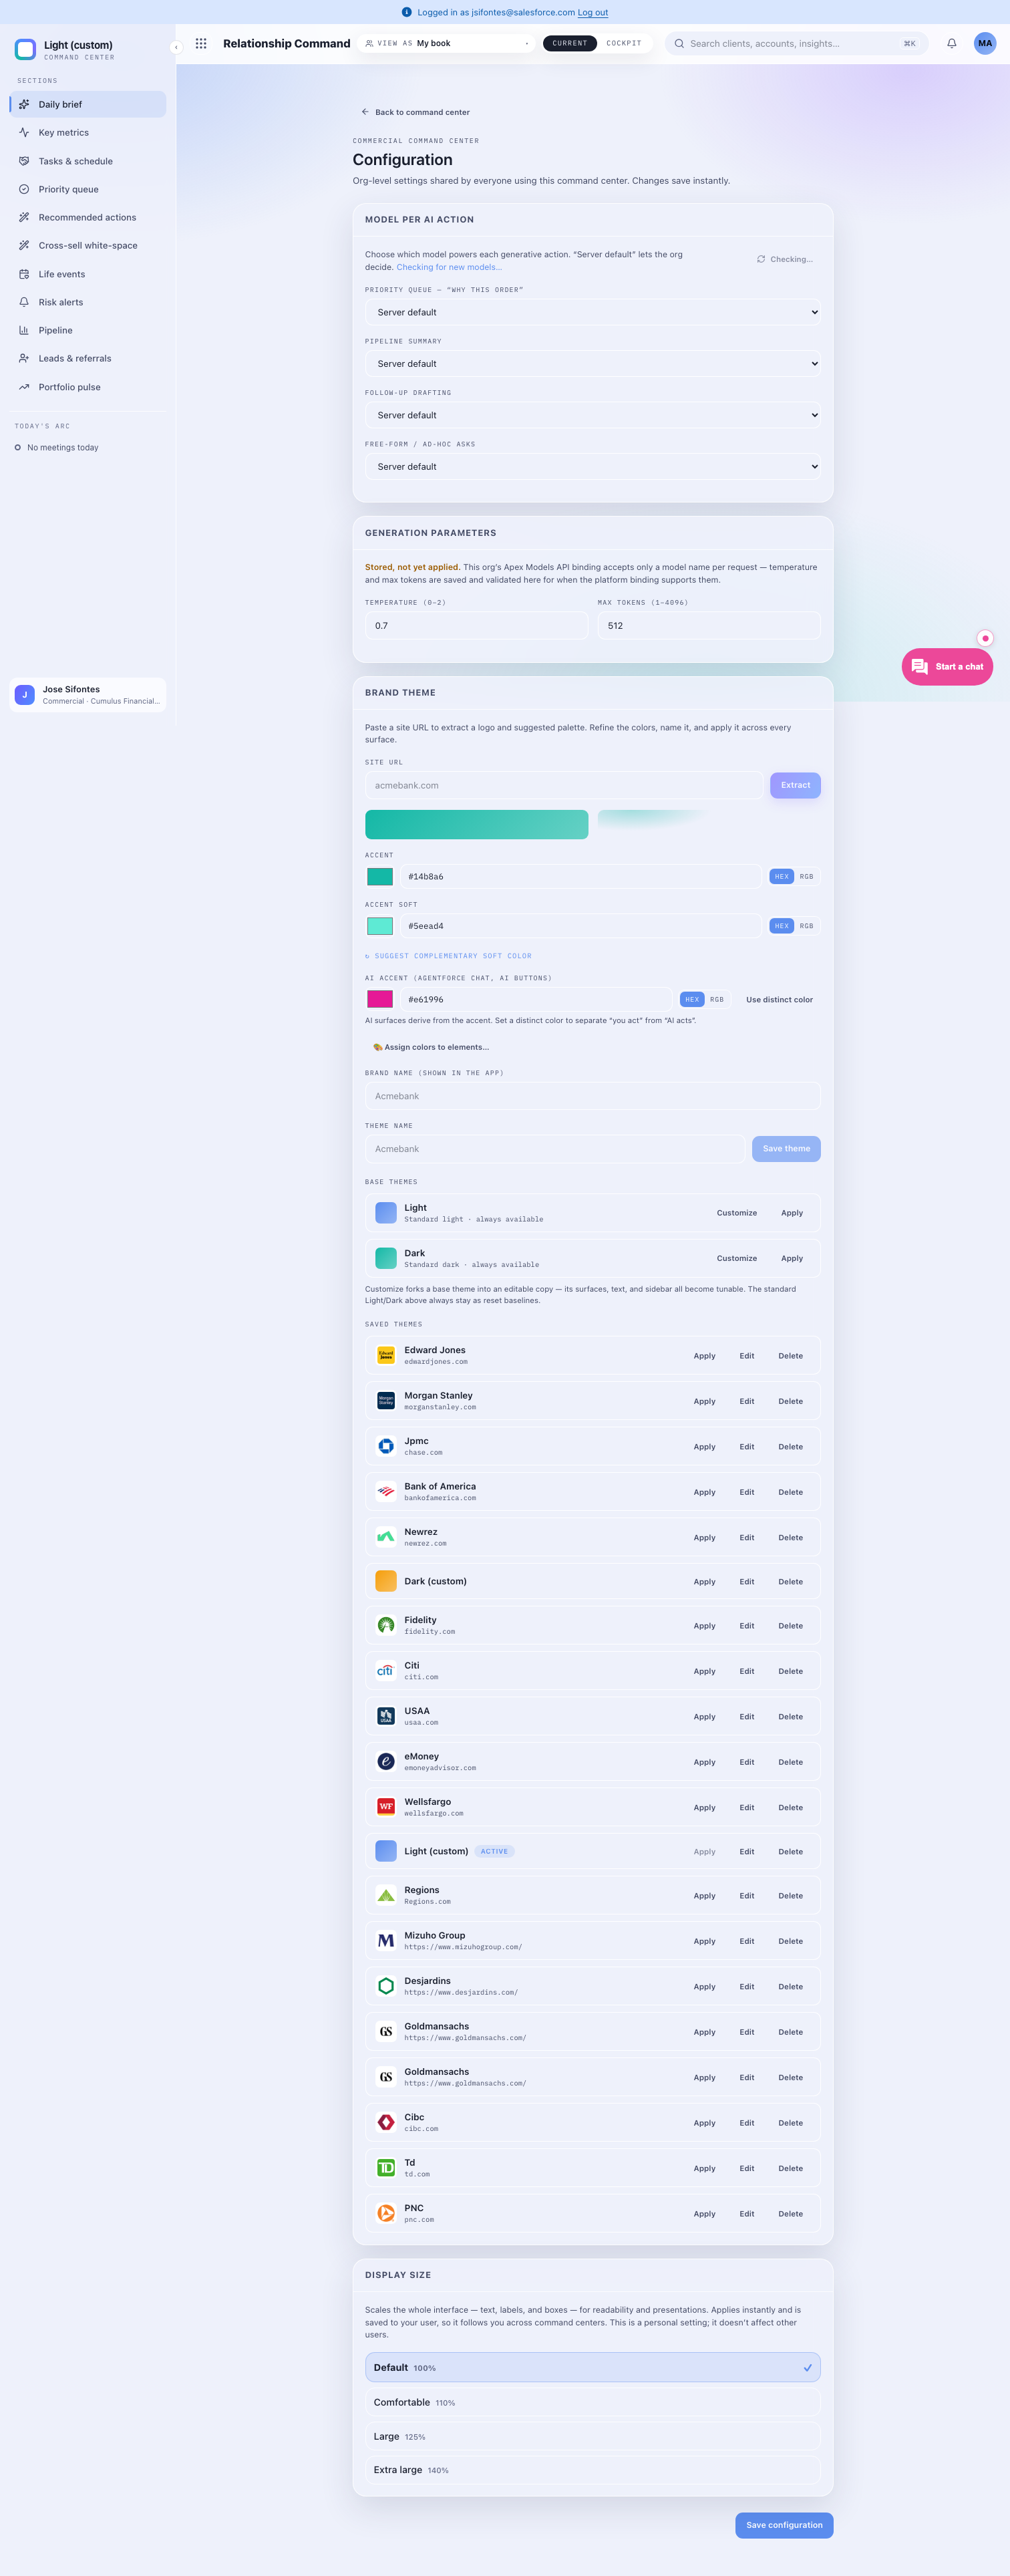 Logged in as jsifontes@salesforce.com Log out
Light (custom)
COMMAND CENTER
SECTIONS
Daily brief
Key metrics
Tasks & schedule
Priority queue
Recommended actions
Cross-sell white-space
Life events
Risk alerts
Pipeline
Leads & referrals
Portfolio pulse
TODAY'S ARC
No meetings today
J
Jose Sifontes
Commercial · Cumulus Financial...
Relationship Command
VIEW AS My book
CURRENT COCKPIT
Search clients, accounts, insights... ⌘K
MA
Back to command center
COMMERCIAL COMMAND CENTER
Configuration
Org-level settings shared by everyone using this command center. Changes save instantly.
MODEL PER AI ACTION
Choose which model powers each generative action. “Server default” lets the org
decide. Checking for new models...
Checking...
PRIORITY QUEUE — “WHY THIS ORDER”
Server default
PIPELINE SUMMARY
Server default
FOLLOW-UP DRAFTING
Server default
FREE-FORM / AD-HOC ASKS
Server default
GENERATION PARAMETERS
Stored, not yet applied. This org's Apex Models API binding accepts only a model name per request — temperature
and max tokens are saved and validated here for when the platform binding supports them.
TEMPERATURE (0–2) MAX TOKENS (1–4096)
0.7 512
Start a chat
BRAND THEME
Paste a site URL to extract a logo and suggested palette. Refine the colors, name it, and apply it across every
surface.
SITE URL
acmebank.com Extract
ACCENT
#14b8a6 HEX RGB
ACCENT SOFT
#5eead4 HEX RGB
↻ SUGGEST COMPLEMENTARY SOFT COLOR
AI ACCENT (AGENTFORCE CHAT, AI BUTTONS)
#e61996 HEX RGB Use distinct color
AI surfaces derive from the accent. Set a distinct color to separate “you act” from “AI acts”.
🎨 Assign colors to elements...
BRAND NAME (SHOWN IN THE APP)
Acmebank
THEME NAME
Acmebank Save theme
BASE THEMES
Light Customize Apply
Standard light · always available
Dark Customize Apply
Standard dark · always available
Customize forks a base theme into an editable copy — its surfaces, text, and sidebar all become tunable. The standard
Light/Dark above always stay as reset baselines.
SAVED THEMES
Edward Jones
Edward Jones Apply Edit Delete
edwardjones.com
Morgan Stanley
Morgan Stanley Apply Edit Delete
morganstanley.com
Jpmc Apply Edit Delete
chase.com
Bank of America Apply Edit Delete
bankofamerica.com
Newrez Apply Edit Delete
newrez.com
Dark (custom) Apply Edit Delete
Fidelity Apply Edit Delete
fidelity.com
citi
Citi Apply Edit Delete
citi.com
USAA
USAA Apply Edit Delete
usaa.com
e
eMoney Apply Edit Delete
emoneyadvisor.com
WF
Wellsfargo Apply Edit Delete
wellsfargo.com
Light (custom) ACTIVE Apply Edit Delete
Regions Apply Edit Delete
Regions.com
M
Mizuho Group Apply Edit Delete
https://www.mizuhogroup.com/
Desjardins Apply Edit Delete
https://www.desjardins.com/
GS
Goldmansachs Apply Edit Delete
https://www.goldmansachs.com/
GS
Goldmansachs Apply Edit Delete
https://www.goldmansachs.com/
Cibc Apply Edit Delete
cibc.com
TD
Td Apply Edit Delete
td.com
PNC Apply Edit Delete
pnc.com
DISPLAY SIZE
Scales the whole interface — text, labels, and boxes — for readability and presentations. Applies instantly and is
saved to your user, so it follows you across command centers. This is a personal setting; it doesn't affect other
users.
Default 100%
Comfortable 110%
Large 125%
Extra large 140%
Save configuration